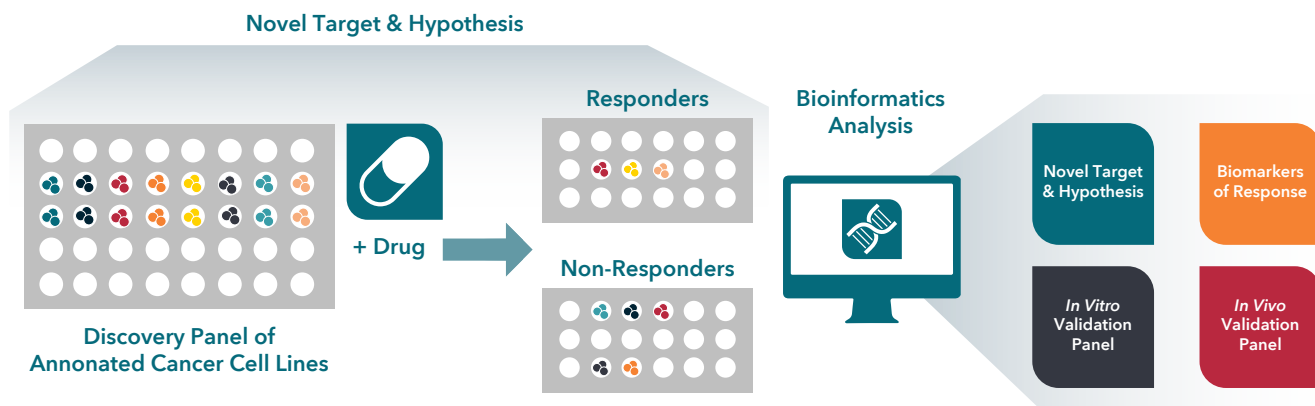 Novel Target & Hypothesis
Discovery Panel of
Annonated Cancer Cell Lines
+ Drug
Responders
Non-Responders
Bioinformatics
Analysis
Novel Target
& Hypothesis
Biomarkers
of Response
In Vitro
Validation
Panel
In Vivo
Validation
Panel